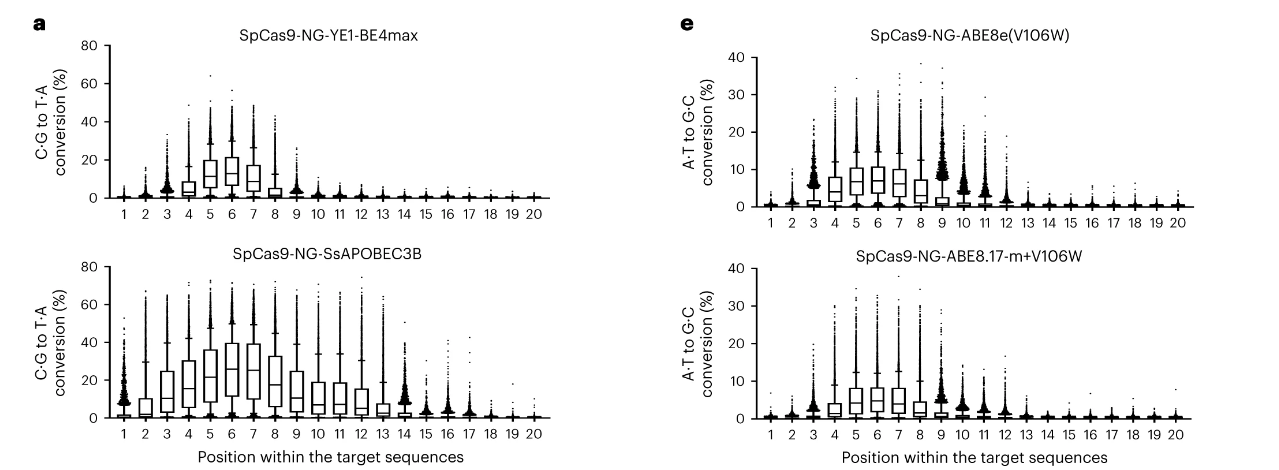 a
SpCas9-NG-YE1-BE4max
C·G to T·A
conversion (%)
80
60
40
20
0
1 2 3 4 5 6 7 8 9 10 11 12 13 14 15 16 17 18 19 20
SpCas9-NG-SsAPOBEC3B
C·G to T·A
conversion (%)
80
60
40
20
0
1 2 3 4 5 6 7 8 9 10 11 12 13 14 15 16 17 18 19 20
Position within the target sequences
e
SpCas9-NG-ABE8e(V106W)
A·T to G·C
conversion (%)
40
30
20
10
0
1 2 3 4 5 6 7 8 9 10 11 12 13 14 15 16 17 18 19 20
SpCas9-NG-ABE8.17-m+V106W
A·T to G·C
conversion (%)
40
30
20
10
0
1 2 3 4 5 6 7 8 9 10 11 12 13 14 15 16 17 18 19 20
Position within the target sequences